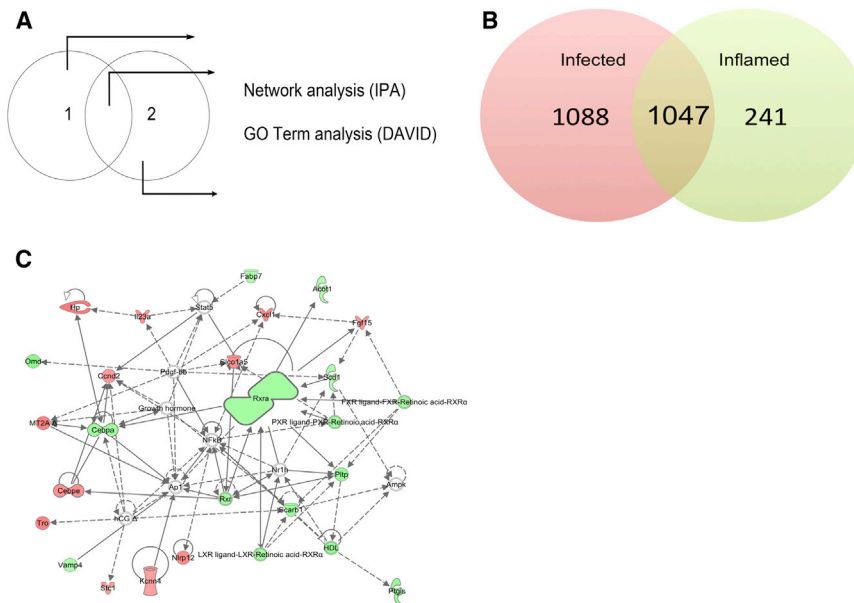 A
1
2
Network analysis (IPA)
GO Term analysis (DAVID)
B
Infected
Inflamed
1088
1047
241
C
Fabp7
Acot1
Hp
Il23a
Stat5
Cxcl1
Fgf15
Omd
Pdgf-bb
Slco1a5
Ccnd2
Scd1
Rxra
Growth hormone
FXR ligand-FXR-Retinoic acid-RXRα
MT2A
Cebpa
PXR ligand-PXR-Retinoic acid-RXRα
NFkB
Nr1h
Pltp
Ampk
Cebpe
Ap1
Rxr
Scarb1
Tro
hCG
HDL
Vamp4
Nlrp12
LXR ligand-LXR-Retinoic acid-RXRα
Stc1
Kcnn4
Ptgis